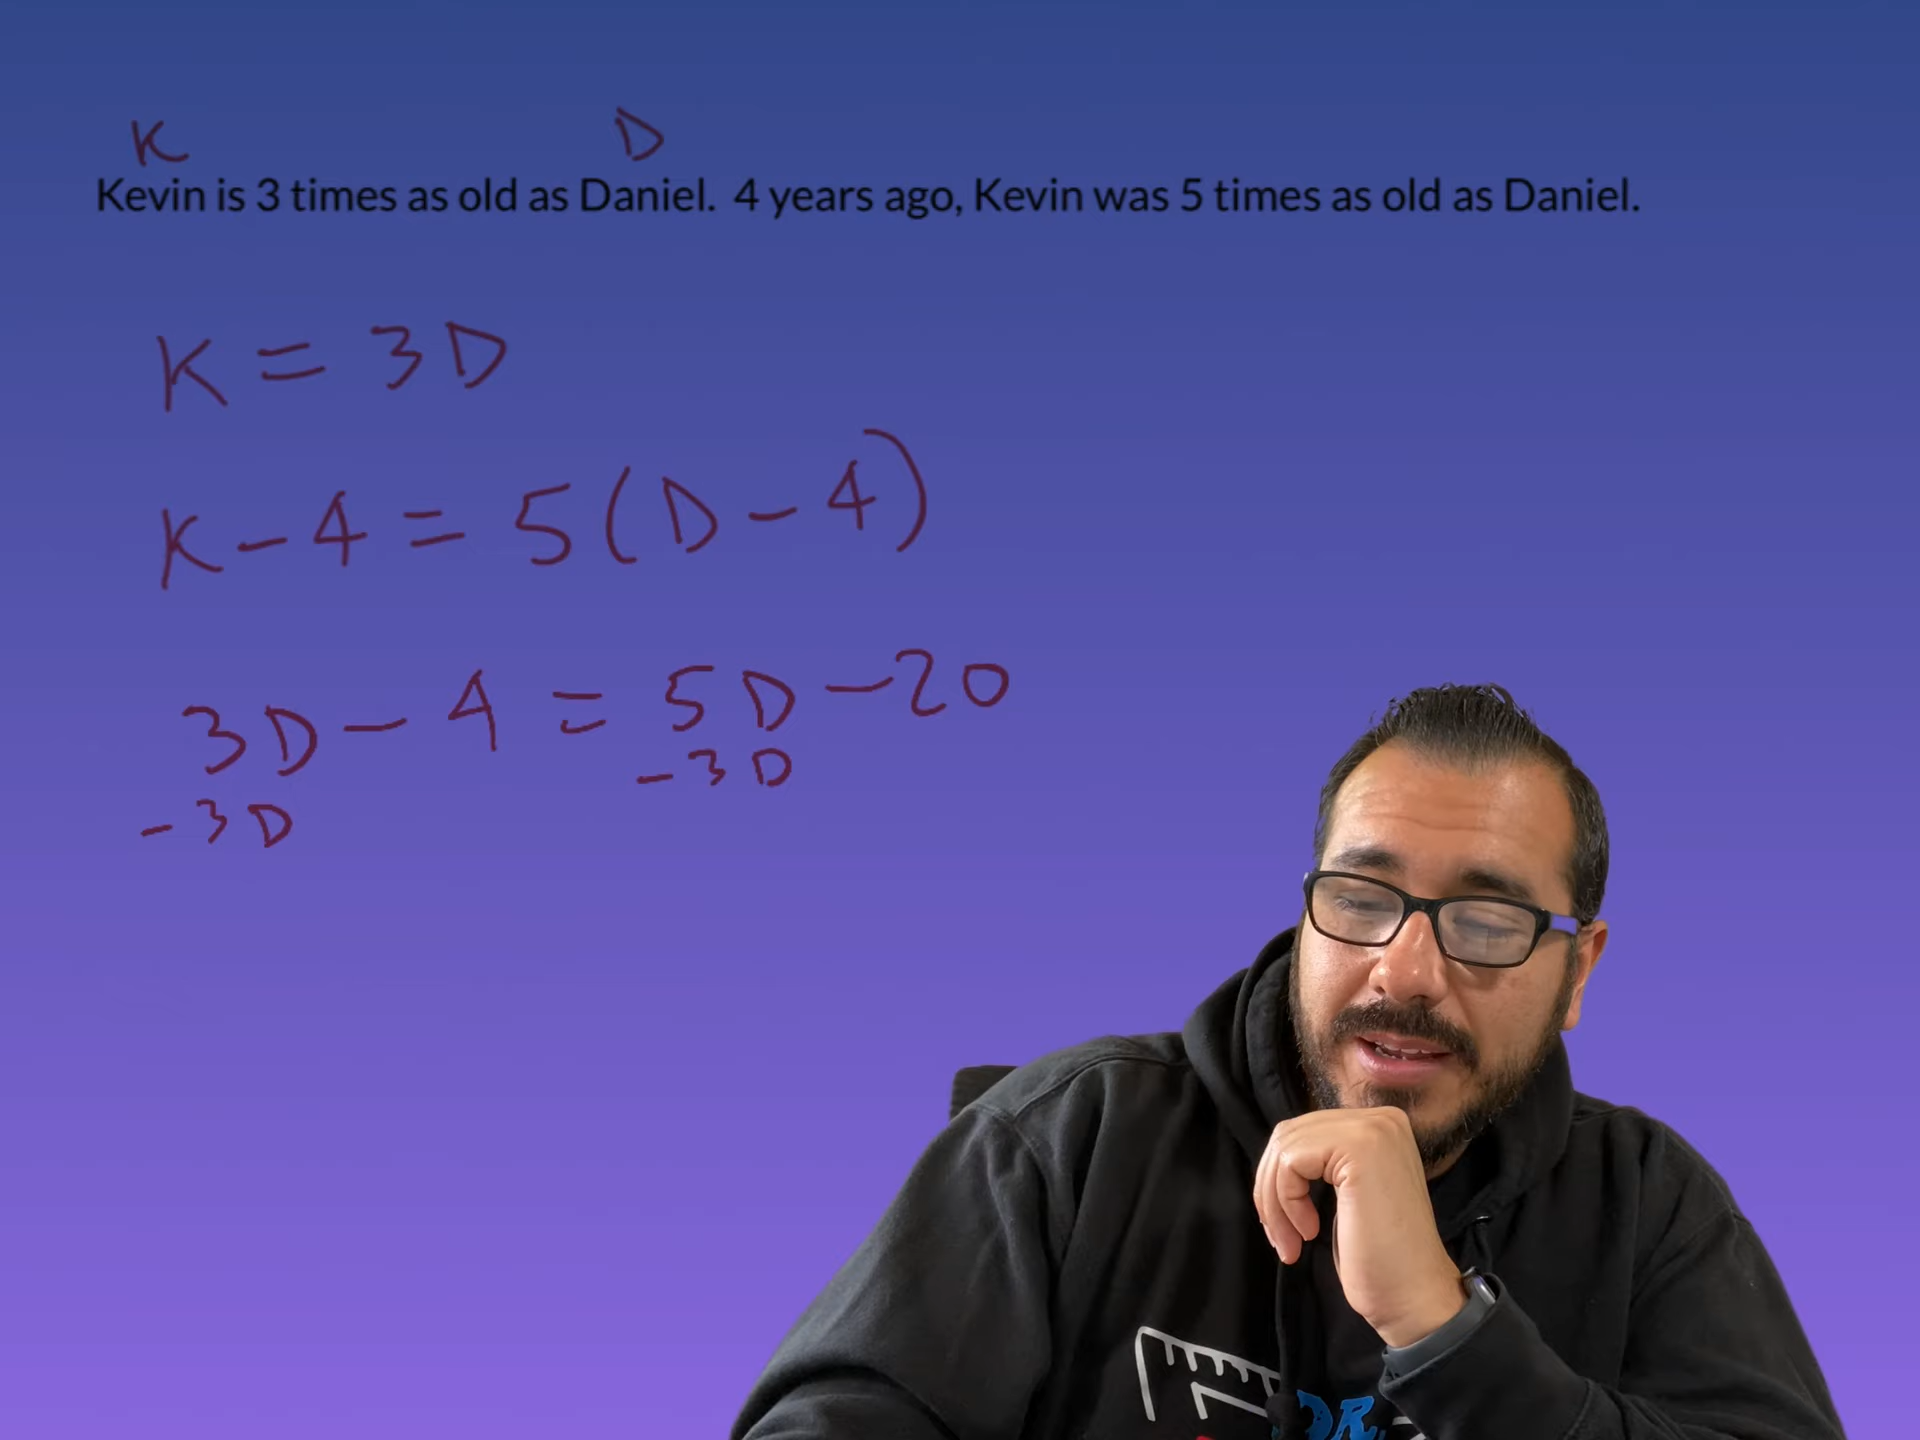 K D
Kevin is 3 times as old as Daniel. 4 years ago, Kevin was 5 times as old as Daniel.
K = 3D
K - 4 = 5(D - 4)
3D - 4 = 5D - 20
-3D
-3D
DR.